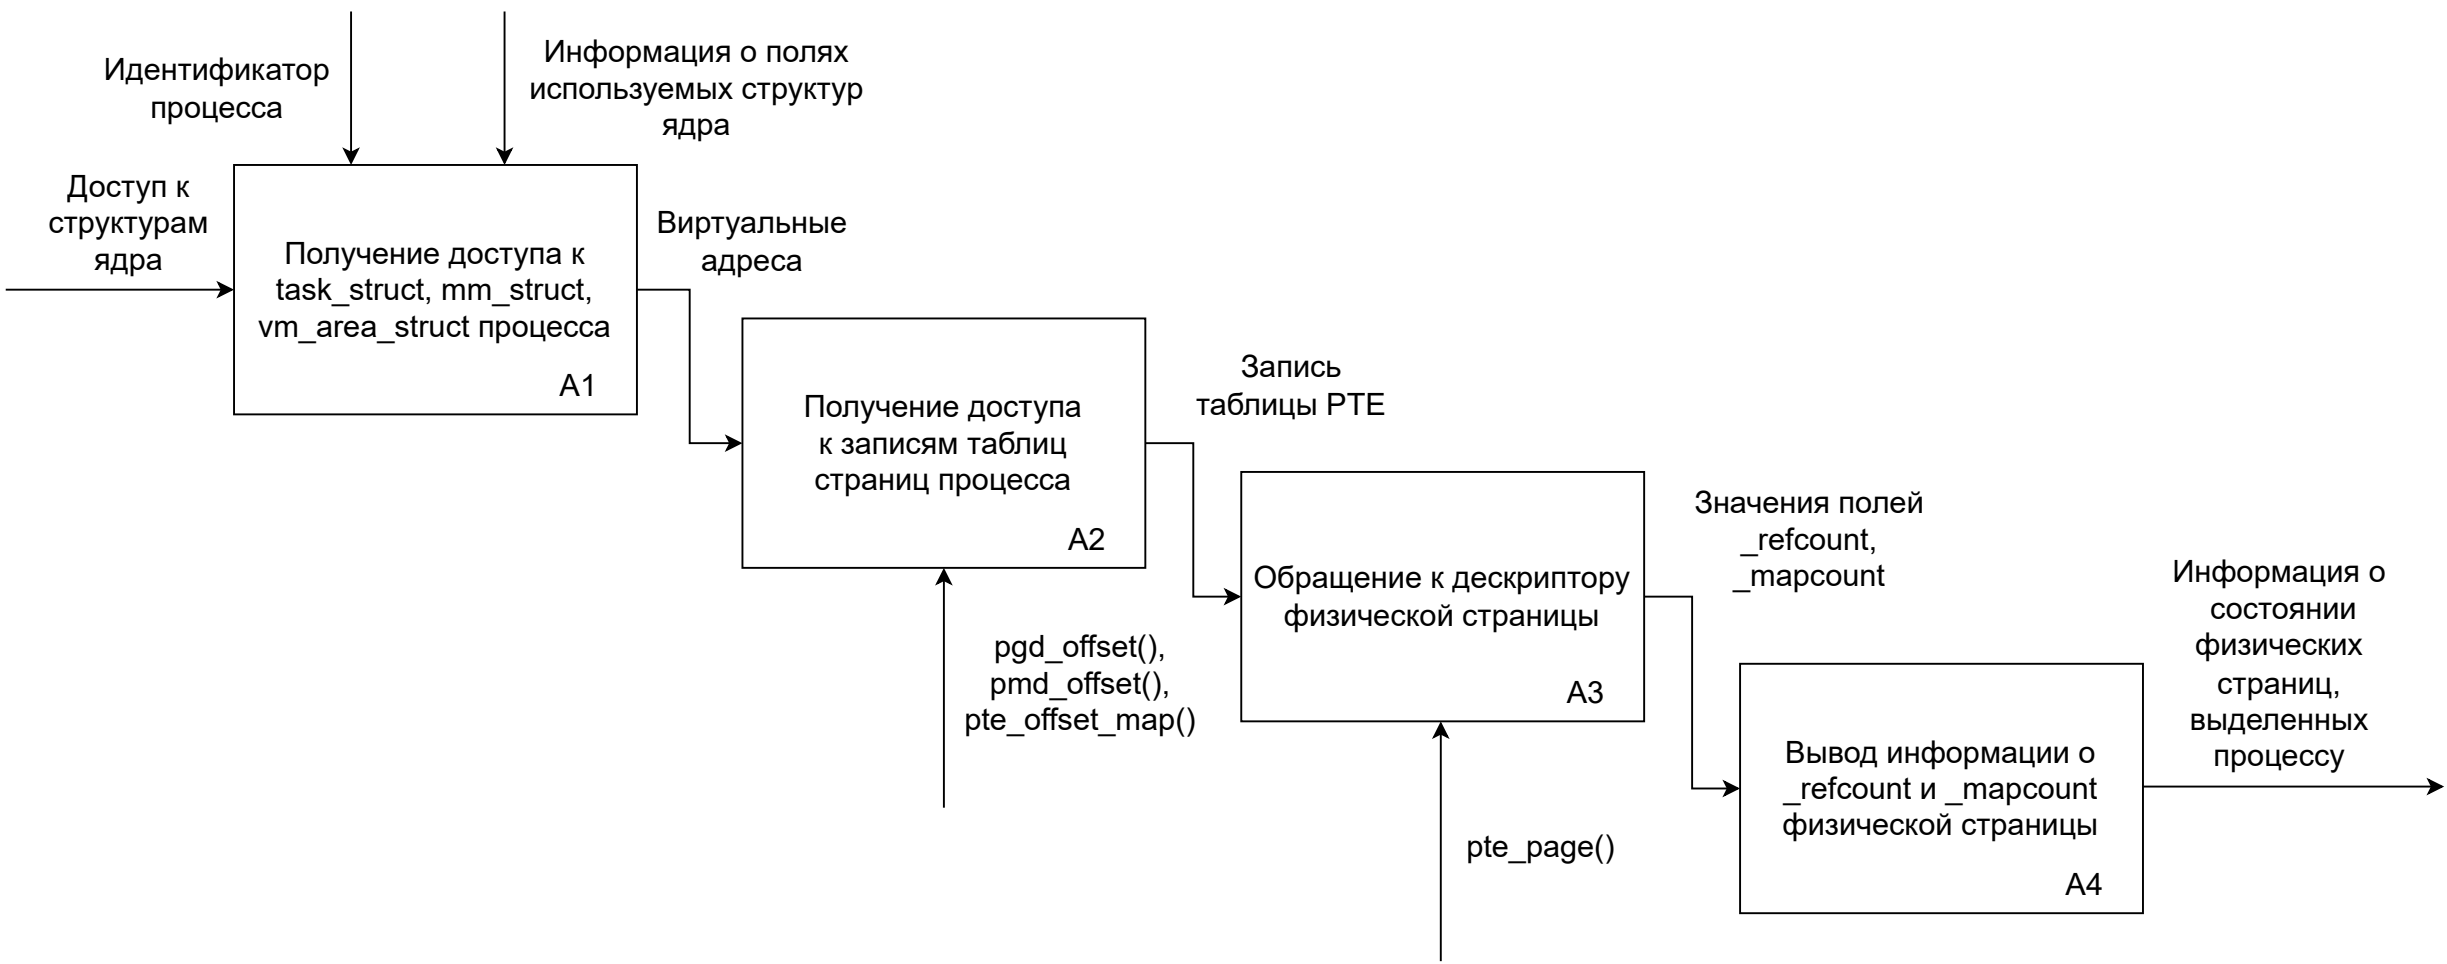 Идентификатор
процесса
Информация о полях
используемых структур
ядра
Доступ к
структурам
ядра
Получение доступа к
task_struct, mm_struct,
vm_area_struct процесса
A1
Виртуальные
адреса
Получение доступа
к записям таблиц
страниц процесса
A2
pgd_offset(),
pmd_offset(),
pte_offset_map()
Запись
таблицы PTE
Обращение к дескриптору
физической страницы
A3
pte_page()
Значения полей
_refcount,
_mapcount
Вывод информации о
_refcount и _mapcount
физической страницы
A4
Информация о
состоянии
физических
страниц,
выделенных
процессу